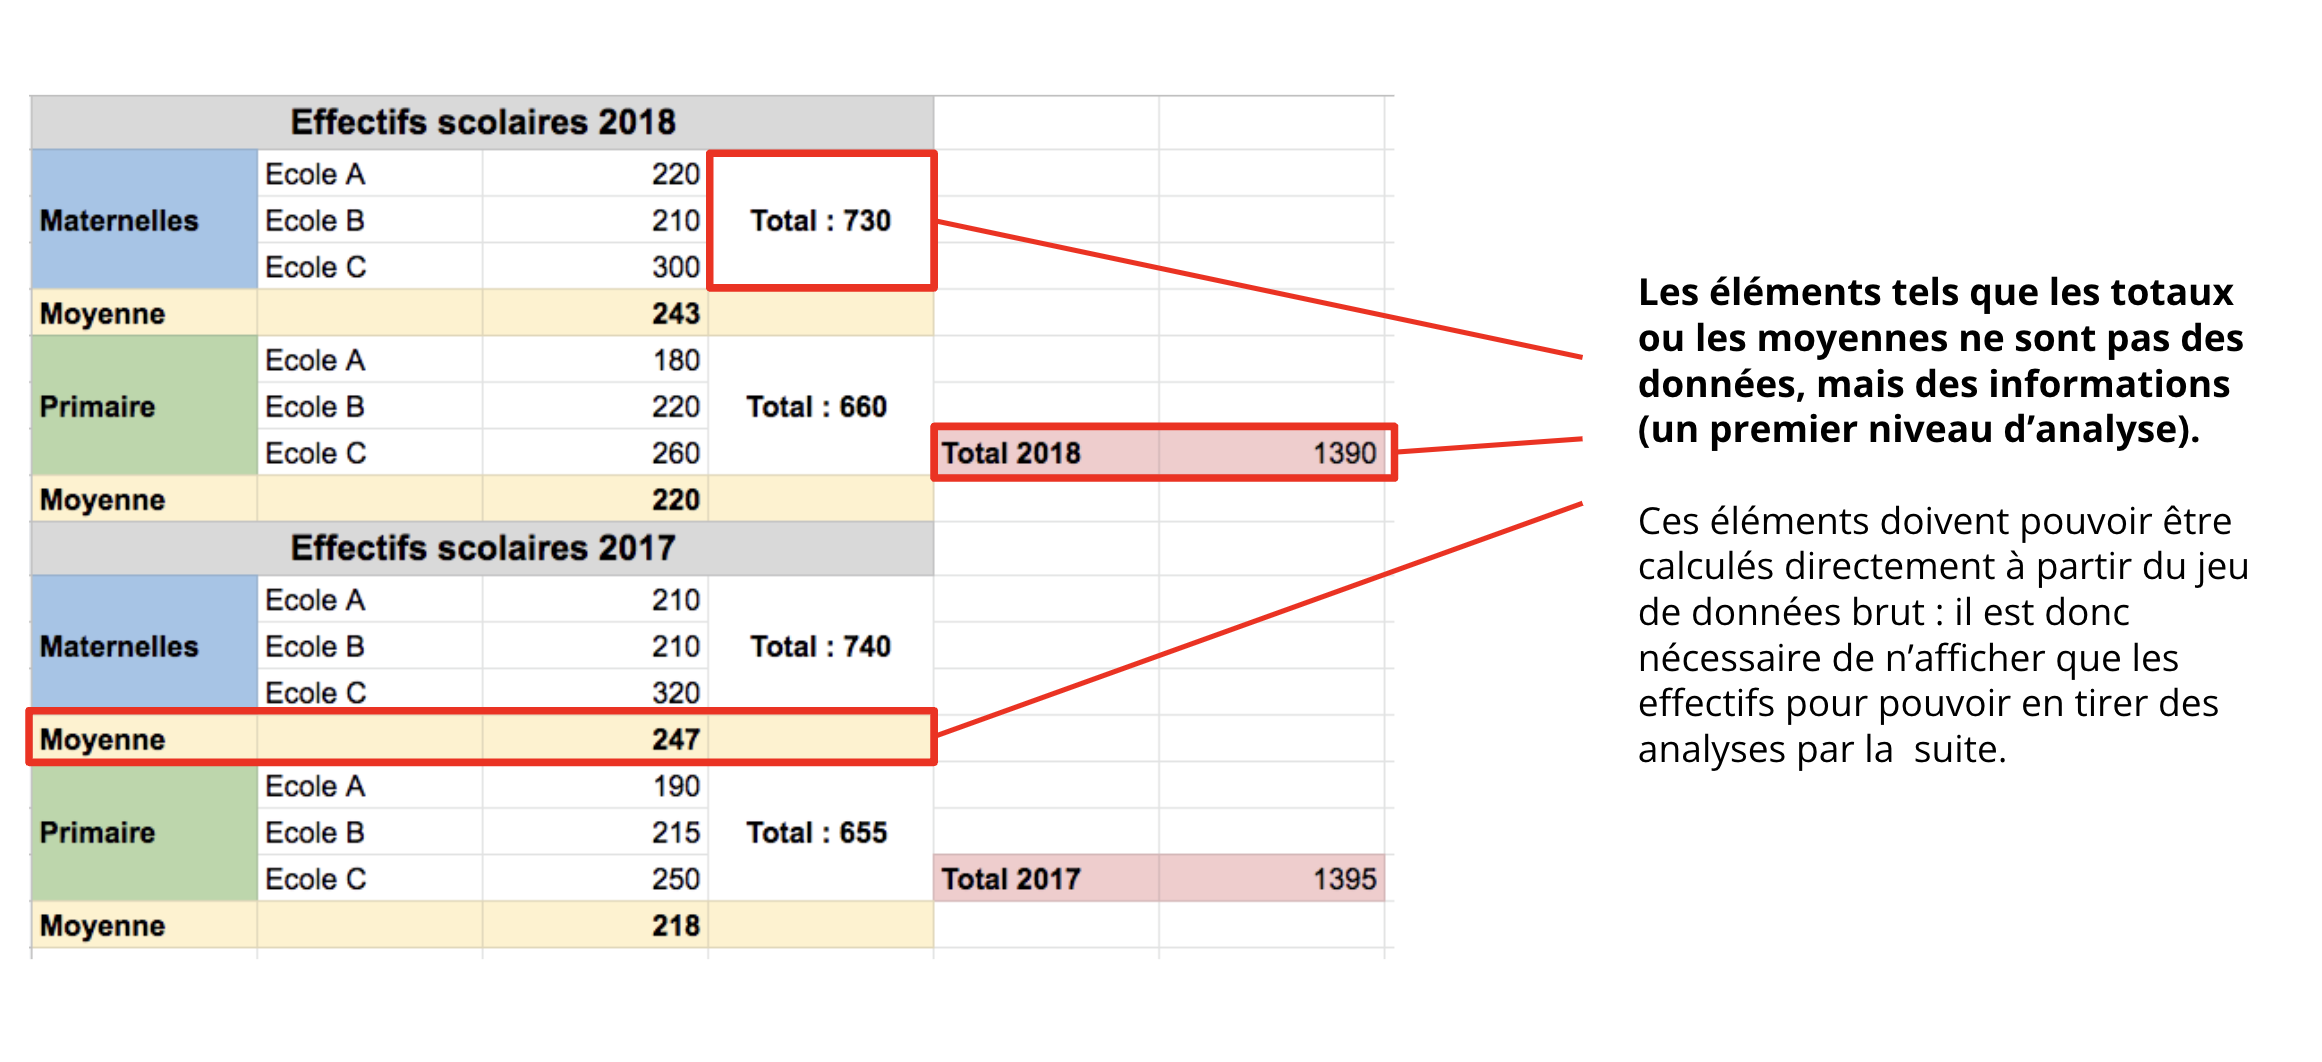 Effectifs scolaires 2018
Maternelles
Ecole A 220
Ecole B 210
Ecole C 300
Total : 730
Moyenne 243
Primaire
Ecole A 180
Ecole B 220
Ecole C 260
Total : 660
Total 2018 1390
Moyenne 220
Effectifs scolaires 2017
Maternelles
Ecole A 210
Ecole B 210
Ecole C 320
Total : 740
Moyenne 247
Primaire
Ecole A 190
Ecole B 215
Ecole C 250
Total : 655
Total 2017 1395
Moyenne 218
Les éléments tels que les totaux
ou les moyennes ne sont pas des
données, mais des informations
(un premier niveau d’analyse).
Ces éléments doivent pouvoir être
calculés directement à partir du jeu
de données brut : il est donc
nécessaire de n’afficher que les
effectifs pour pouvoir en tirer des
analyses par la  suite.